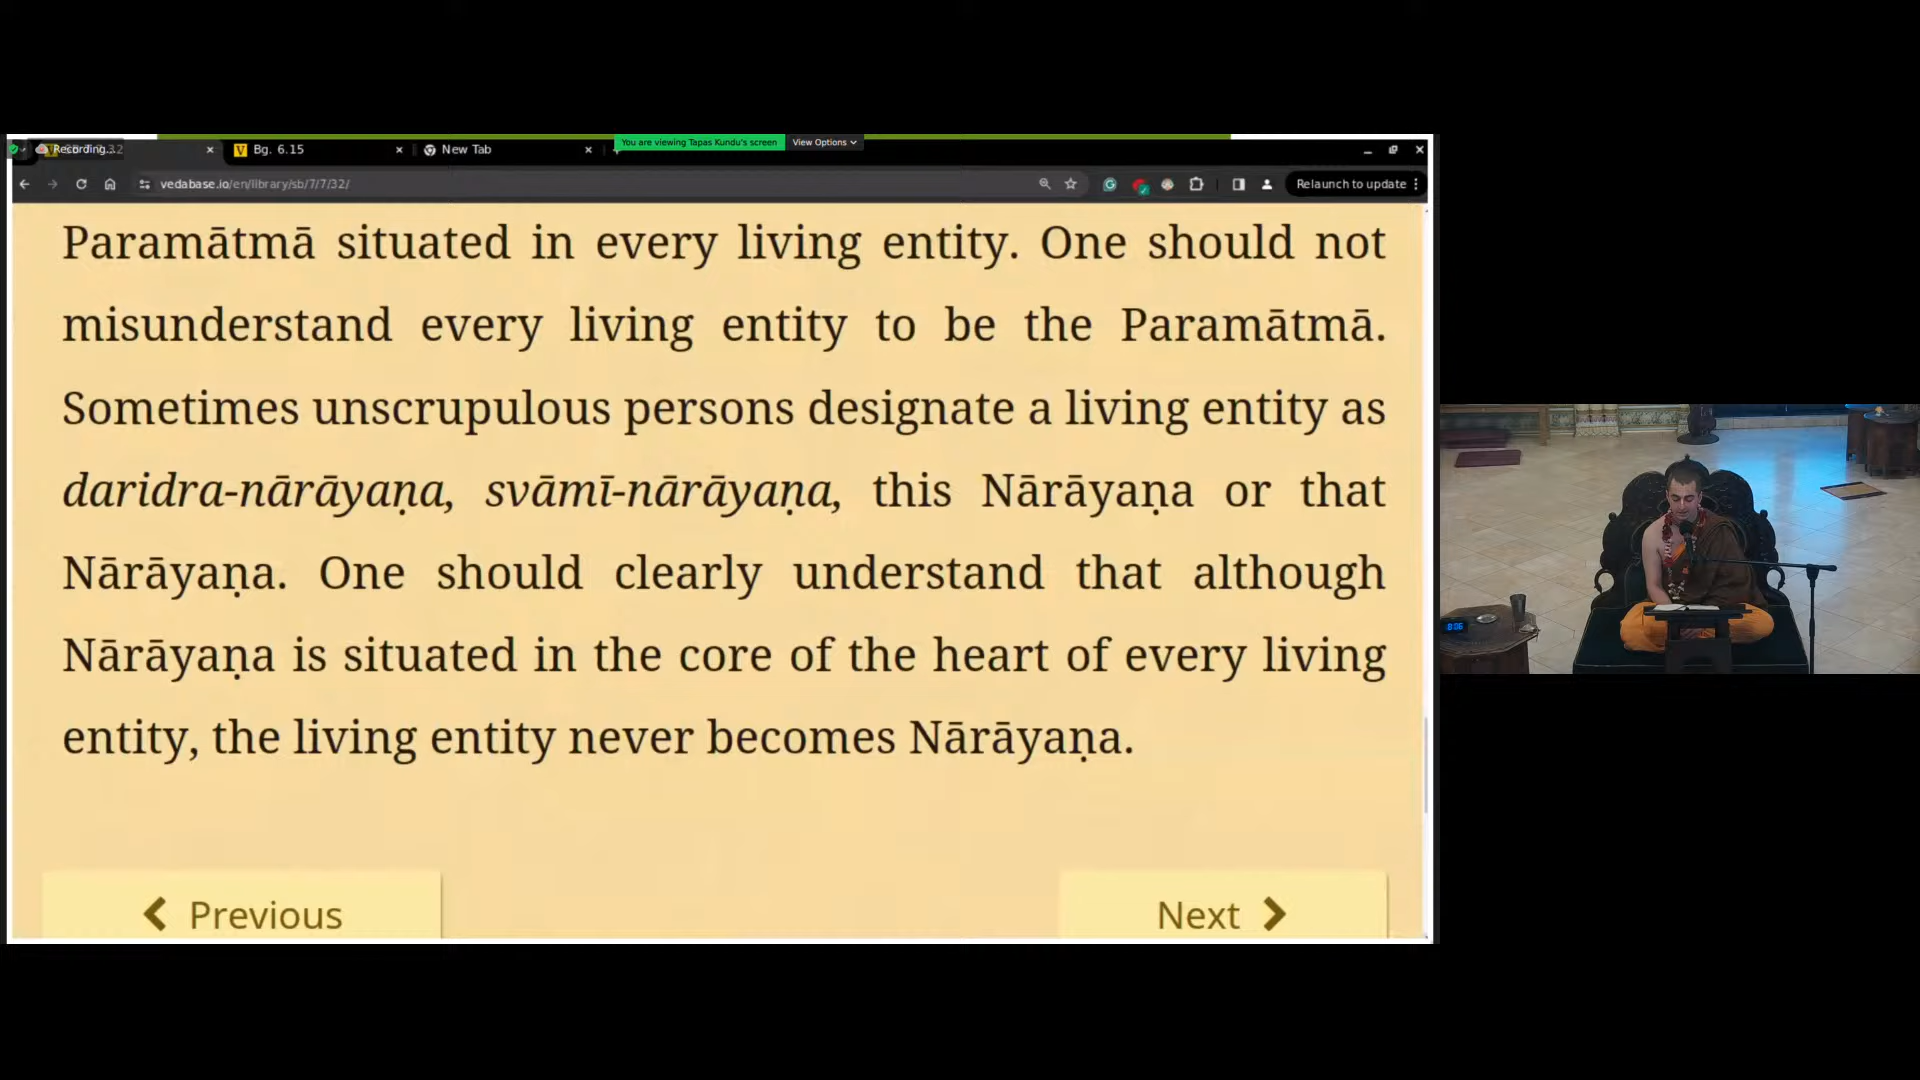 You are viewing Tapas Kundu's screen
View Options
Recording...
32
Bg. 6.15
New Tab
vedabase.io/en/library/sb/7/7/32/
Relaunch to update
Paramātmā situated in every living entity. One should not
misunderstand every living entity to be the Paramātmā.
Sometimes unscrupulous persons designate a living entity as
daridra-nārāyaṇa, svāmī-nārāyaṇa, this Nārāyaṇa or that
Nārāyaṇa. One should clearly understand that although
Nārāyaṇa is situated in the core of the heart of every living
entity, the living entity never becomes Nārāyaṇa.
Previous
Next